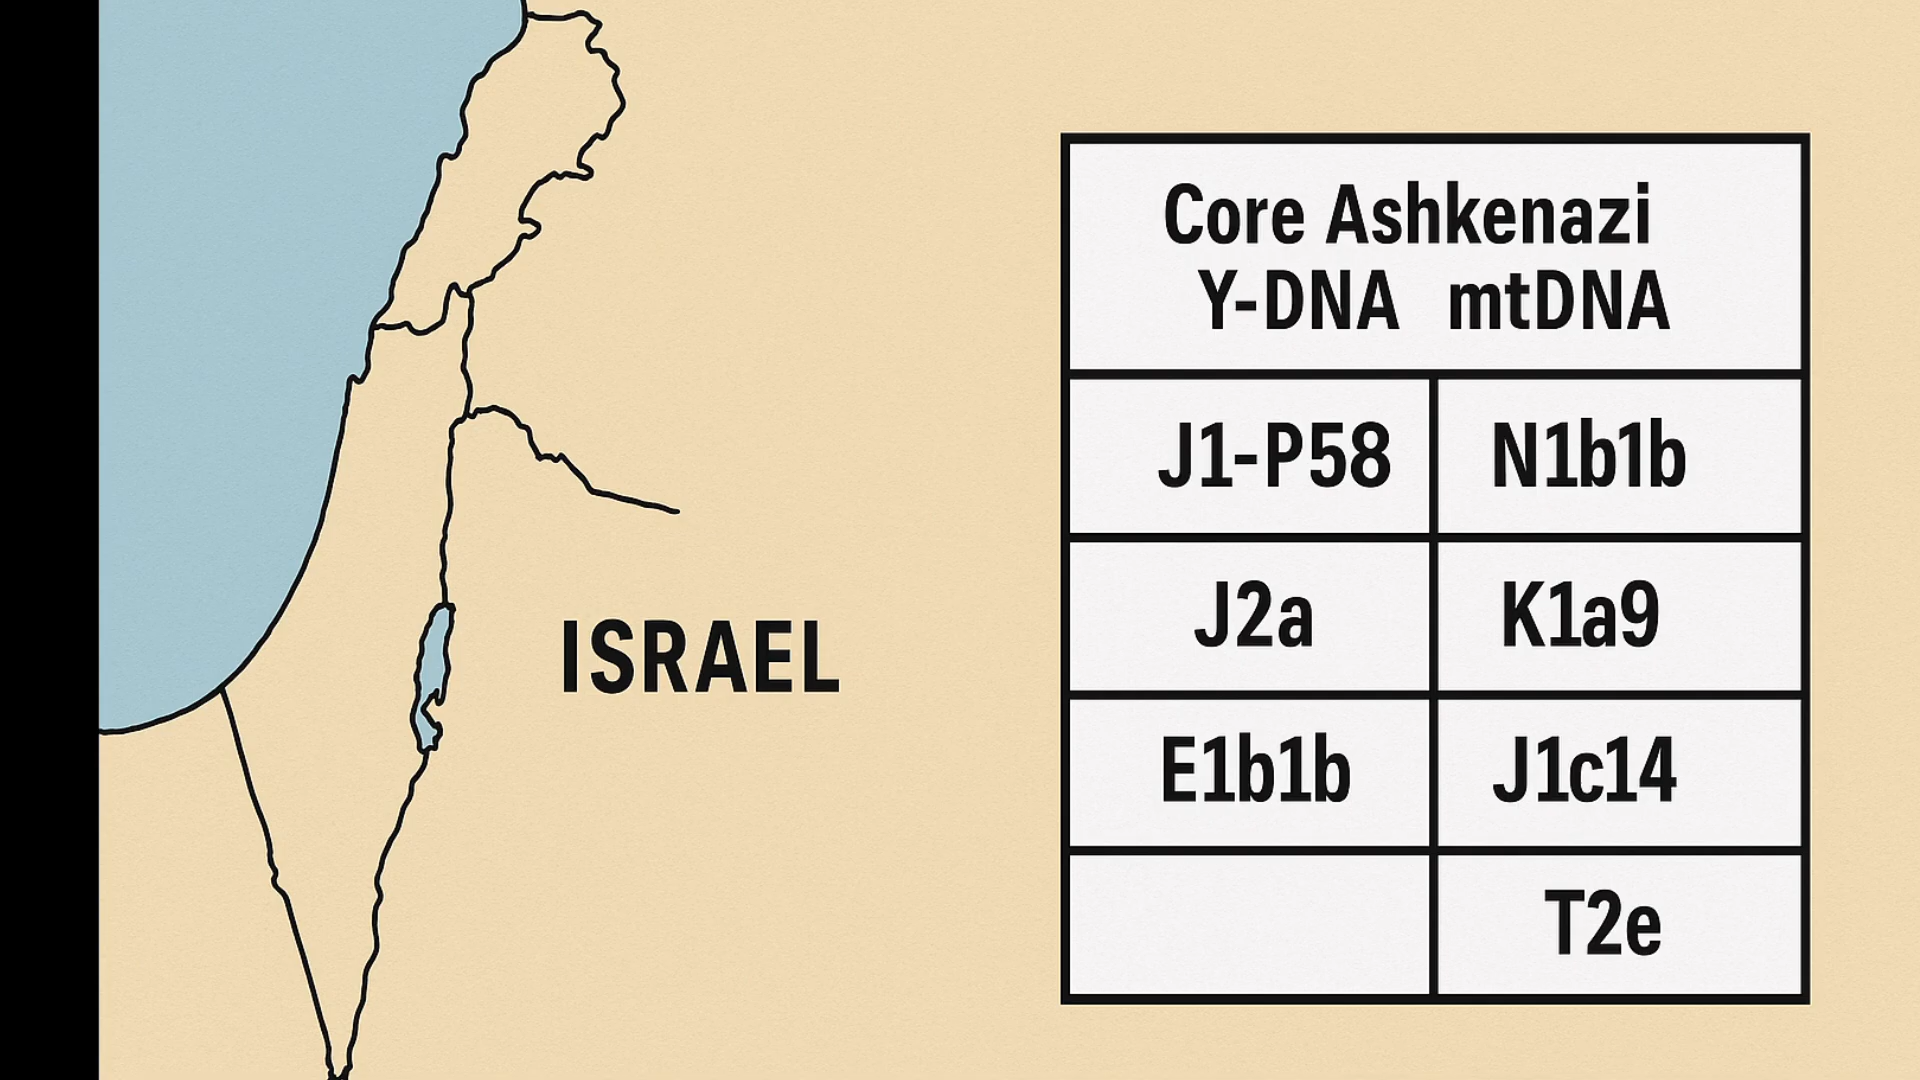 ISRAEL
Core Ashkenazi
Y-DNA mtDNA
J1-P58 N1b1b
J2a K1a9
E1b1b J1c14
T2e